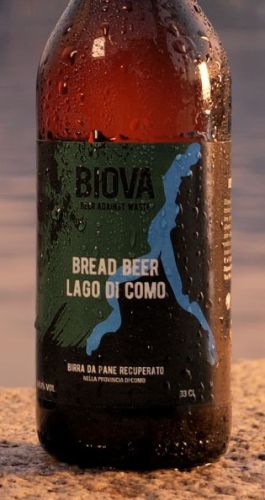 BIOVA
BEER AGAINST WASTE
BREAD BEER
LAGO DI COMO
BIRRA DA PANE RECUPERATO
NELLA PROVINCIA DI COMO
VOL.
33 CL